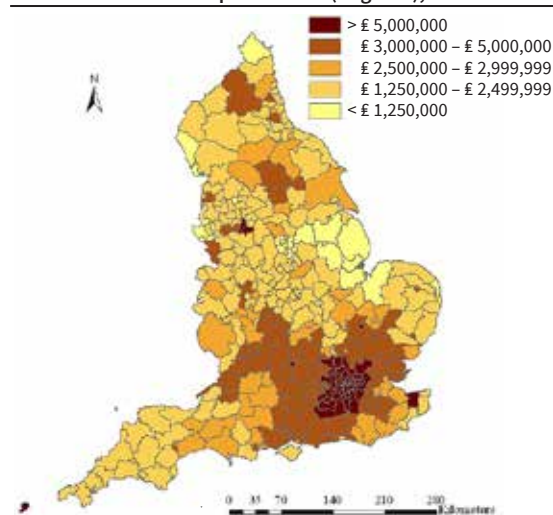 > £ 5,000,000
£ 3,000,000 – £ 5,000,000
£ 2,500,000 – £ 2,999,999
£ 1,250,000 – £ 2,499,999
< £ 1,250,000
N
0 35 70 140 210 280
Kilometers